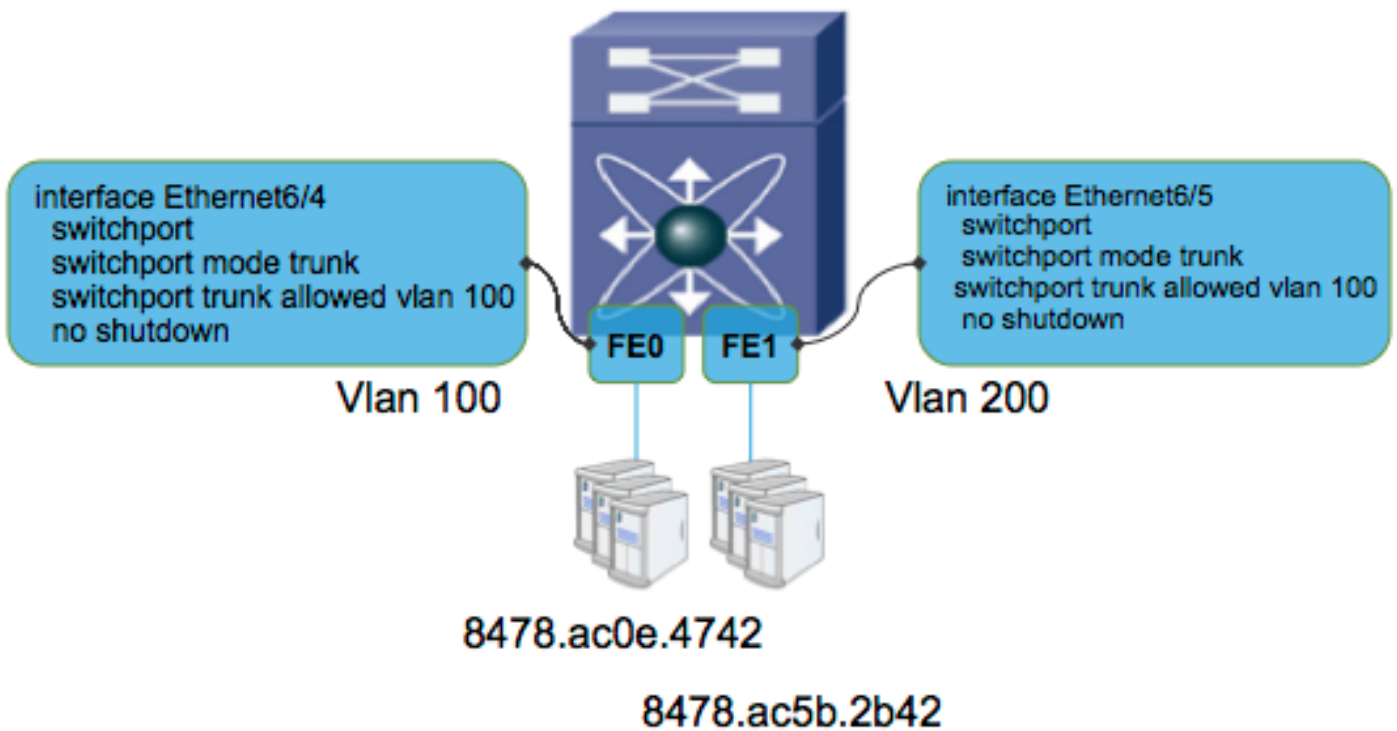 interface Ethernet6/4
switchport
switchport mode trunk
switchport trunk allowed vlan 100
no shutdown
interface Ethernet6/5
switchport
switchport mode trunk
switchport trunk allowed vlan 100
no shutdown
FE0
FE1
Vlan 100
Vlan 200
8478.ac0e.4742
8478.ac5b.2b42